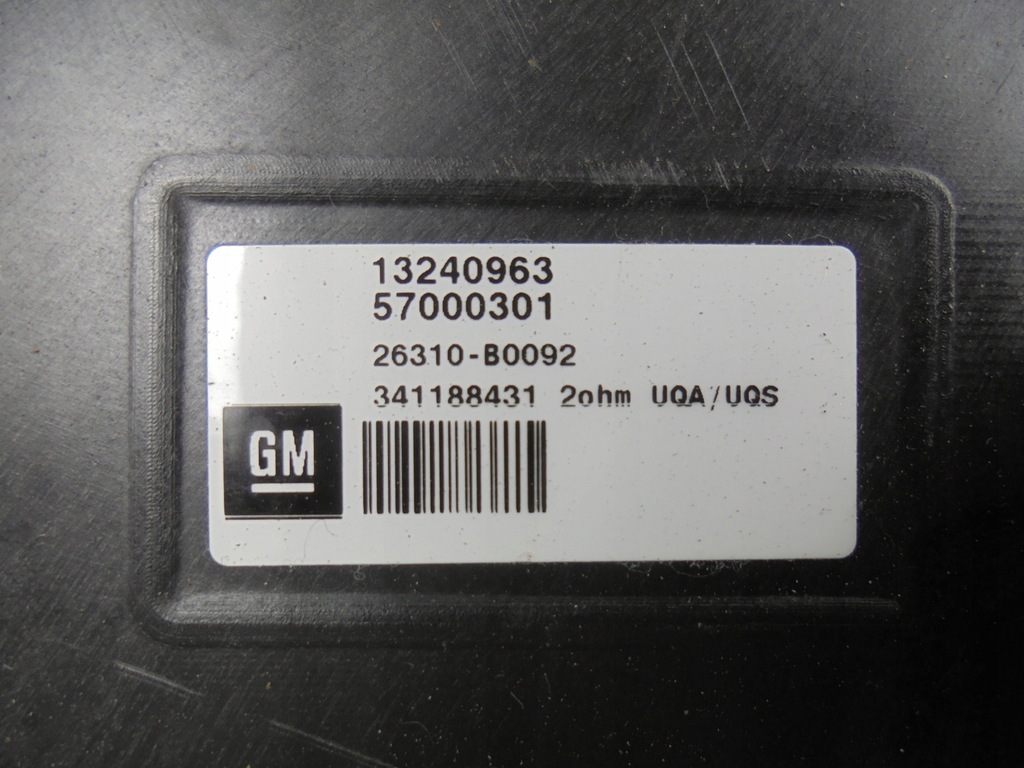 13240963
57000301
26310-B0092
341188431 2ohm UQA/UQS
GM